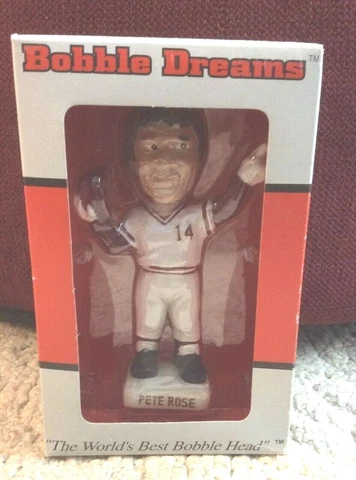 Bobble Dreams™
14
PETE ROSE
"The World's Best Bobble Head" ™